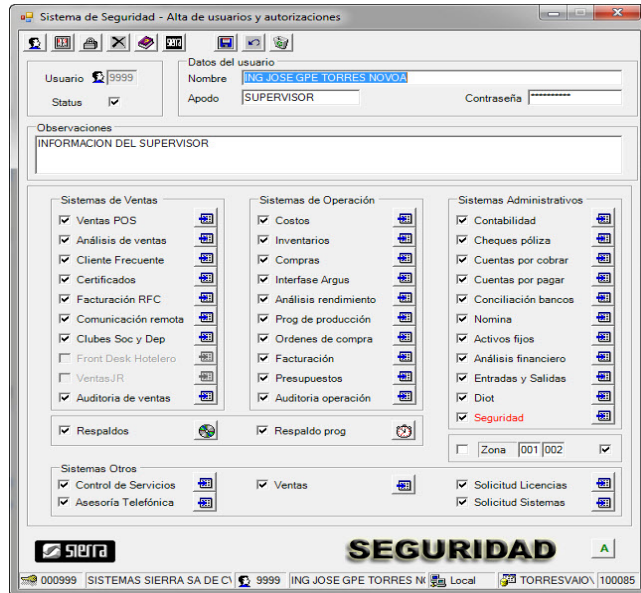 Sistema de Seguridad - Alta de usuarios y autorizaciones
Datos del usuario
Usuario 9999 Nombre ING JOSE GPE TORRES NOVOA
Status Apodo SUPERVISOR Contraseña **********
Observaciones
INFORMACION DEL SUPERVISOR
Sistemas de Ventas
Ventas POS
Análisis de ventas
Cliente Frecuente
Certificados
Facturación RFC
Comunicación remota
Clubes Soc y Dep
Front Desk Hotelero
VentasJR
Auditoria de ventas
Sistemas de Operación
Costos
Inventarios
Compras
Interfase Argus
Análisis rendimiento
Prog de producción
Ordenes de compra
Facturación
Presupuestos
Auditoria operación
Sistemas Administrativos
Contabilidad
Cheques póliza
Cuentas por cobrar
Cuentas por pagar
Conciliación bancos
Nomina
Activos fijos
Análisis financiero
Entradas y Salidas
Diot
Seguridad
Respaldos
Respaldo prog
Zona 001 002
Sistemas Otros
Control de Servicios
Asesoría Telefónica
Ventas
Solicitud Licencias
Solicitud Sistemas
sierra SEGURIDAD A
000999 SISTEMAS SIERRA SA DE C\ 9999 ING JOSE GPE TORRES N( Local TORRESVAIO\ 100085